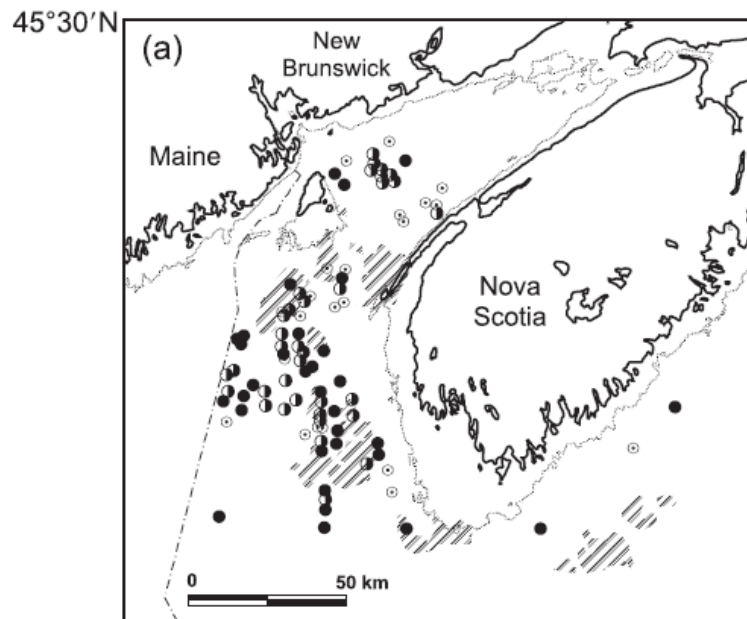 45°30′N
(a)
New
Brunswick
Maine
Nova
Scotia
0 50 km